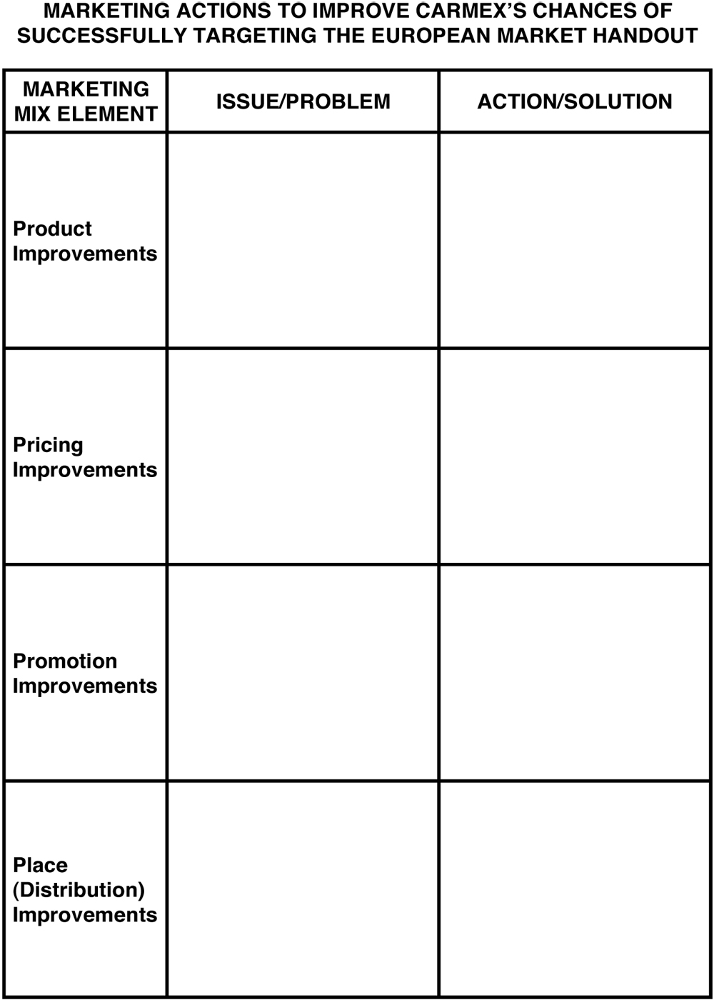 MARKETING ACTIONS TO IMPROVE CARMEX’S CHANCES OF
SUCCESSFULLY TARGETING THE EUROPEAN MARKET HANDOUT
MARKETING
MIX ELEMENT
ISSUE/PROBLEM
ACTION/SOLUTION
Product
Improvements
Pricing
Improvements
Promotion
Improvements
Place
(Distribution)
Improvements